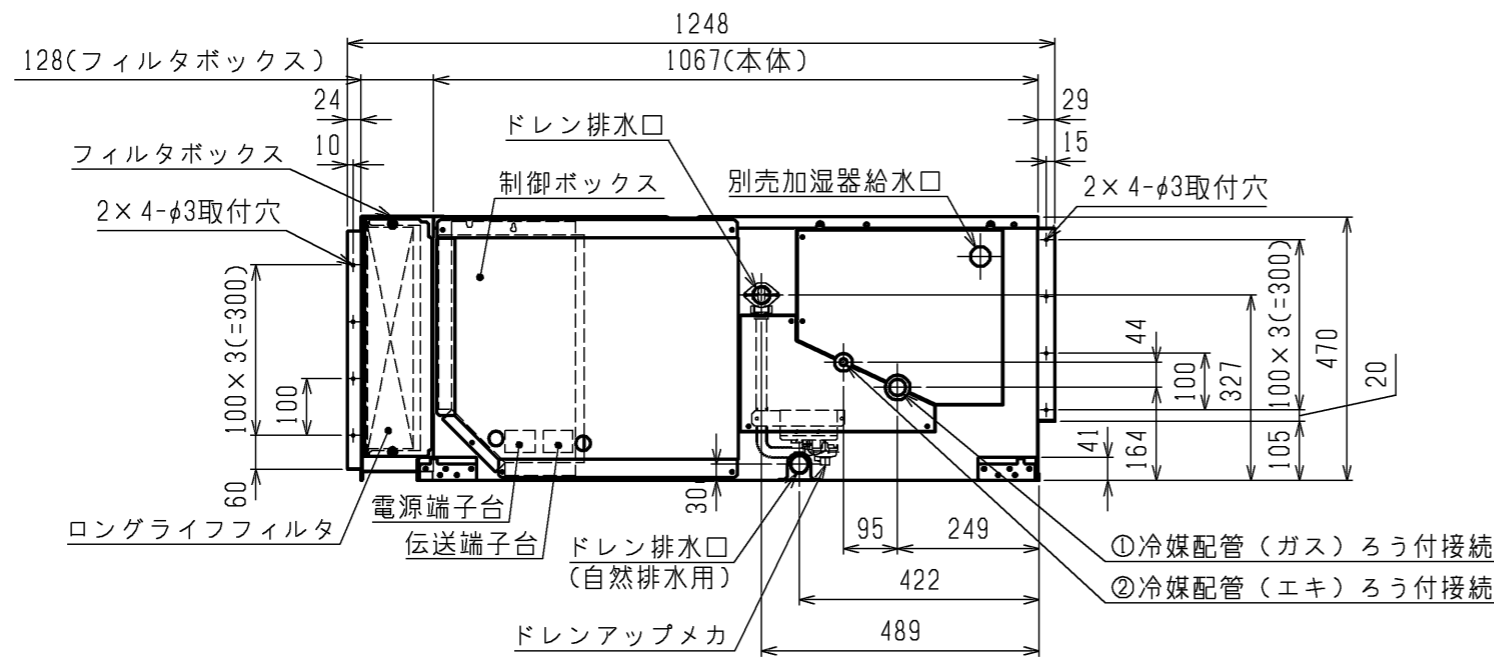 1248
128(フィルタボックス)
1067(本体)
24
29
10
15
ドレン排水口
フィルタボックス
制御ボックス
別売加湿器給水口
2×4-φ3取付穴
2×4-φ3取付穴
100×3(=300)
100
60
44
327
100
100×3(=300)
470
20
41
164
105
30
電源端子台
伝送端子台
ロングライフフィルタ
ドレン排水口
(自然排水用)
95
249
①冷媒配管(ガス)ろう付接続
422
②冷媒配管(エキ)ろう付接続
ドレンアップメカ
489